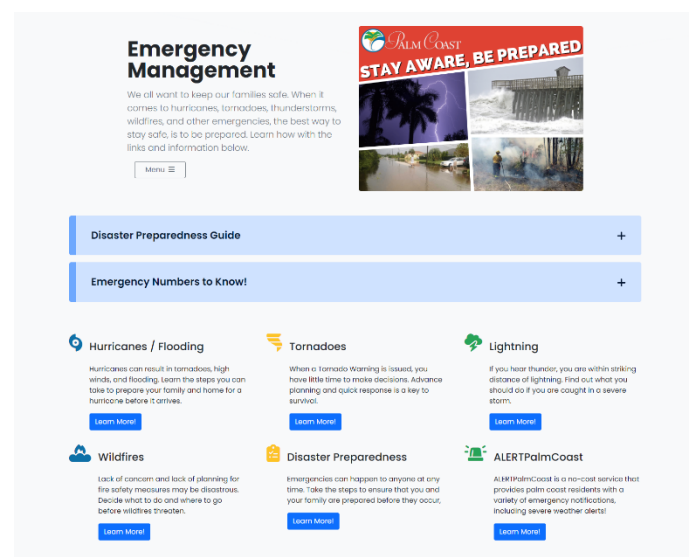 Emergency
Management
We all want to keep our families safe. When it
comes to hurricanes, tornadoes, thunderstorms,
wildfires, and other emergencies, the best way to
stay safe, is to be prepared. Learn how with the
links and information below.
Menu ☰
PALM COAST
STAY AWARE, BE PREPARED
Disaster Preparedness Guide +
Emergency Numbers to Know! +
Hurricanes / Flooding
Hurricanes can result in tornadoes, high
winds, and flooding. Learn the steps you can
take to prepare your family and home for a
hurricane before it arrives.
Learn More!
Tornadoes
When a Tornado Warning is issued, you
have little time to make decisions. Advance
planning and quick response is a key to
survival.
Learn More!
Lightning
If you hear thunder, you are within striking
distance of lightning. Find out what you
should do if you are caught in a severe
storm.
Learn More!
Wildfires
Lack of concern and lack of planning for
fire safety measures may be disastrous.
Decide what to do and where to go
before wildfires threaten.
Learn More!
Disaster Preparedness
Emergencies can happen to anyone at any
time. Take the steps to ensure that you and
your family are prepared before they occur.
Learn More!
ALERTPalmCoast
ALERTPalmCoast is a no-cost service that
provides palm coast residents with a
variety of emergency notifications,
including severe weather alerts!
Learn More!